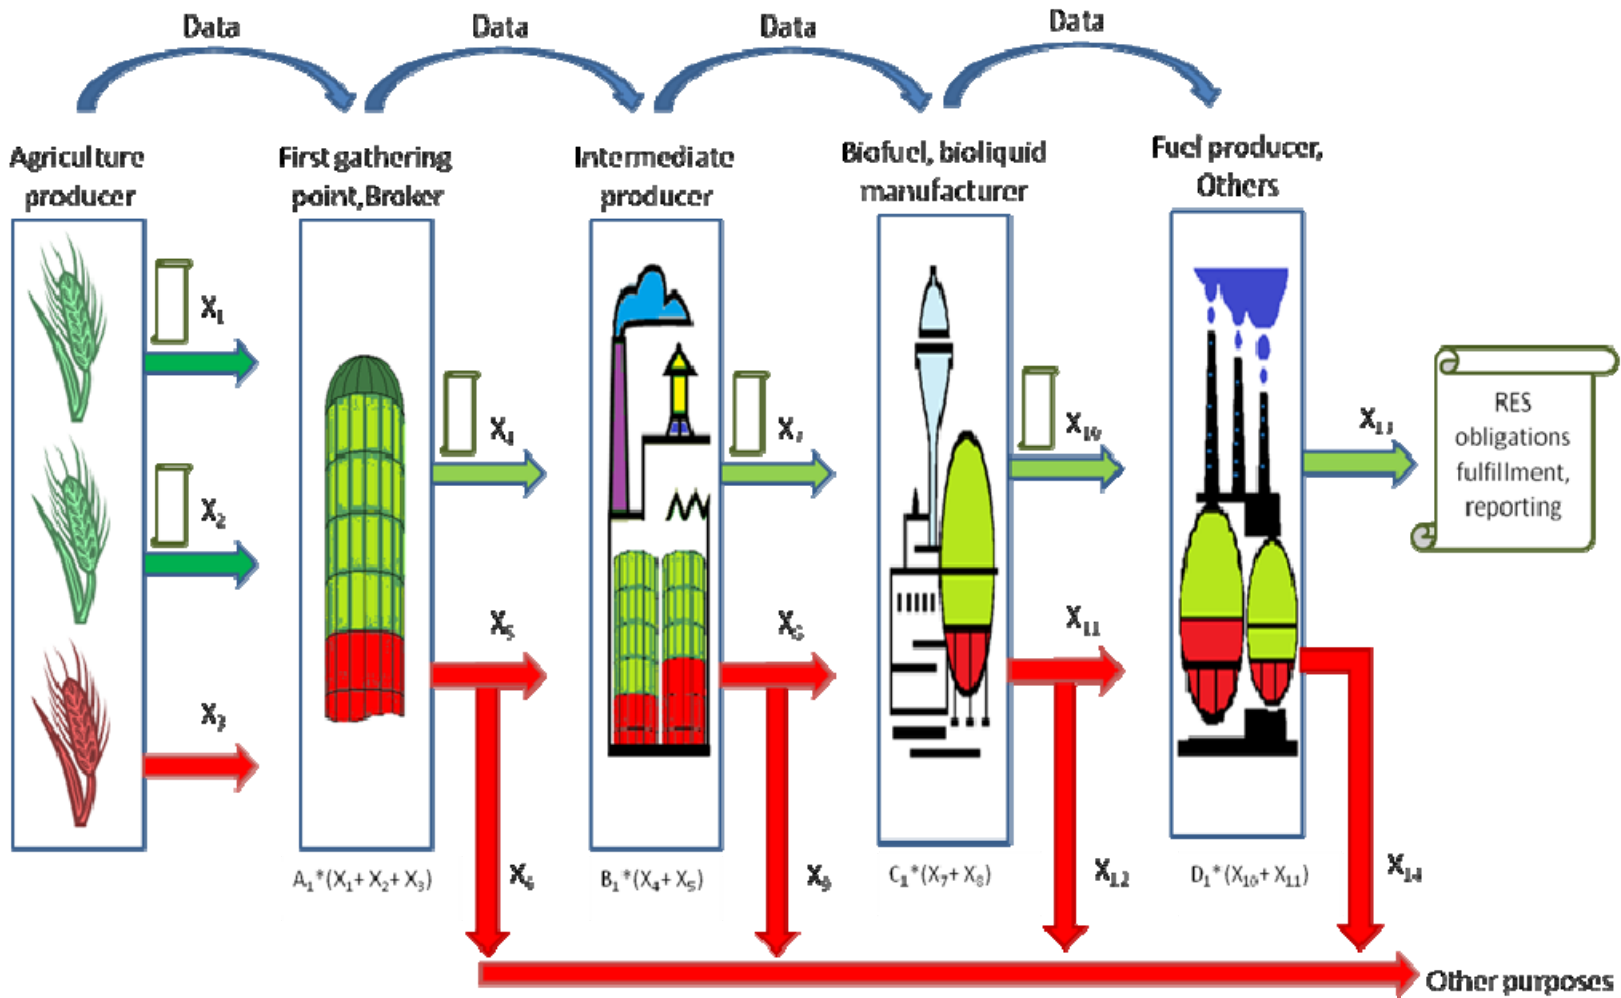 Data
Data
Data
Data
Agriculture
producer
First gathering
point,Broker
Intermediate
producer
Biofuel, bioliquid
manufacturer
Fuel producer,
Others
X₁
X₂
X₃
X₄
X₅
X₆
X₇
X₈
X₉
X₁₀
X₁₁
X₁₂
X₁₃
X₁₄
RES
obligations
fulfillment,
reporting
A₁*(X₁+ X₂+ X₃)
B₁*(X₄+ X₅)
C₁*(X₇+ X₈)
D₁*(X₁₀+ X₁₁)
Other purposes